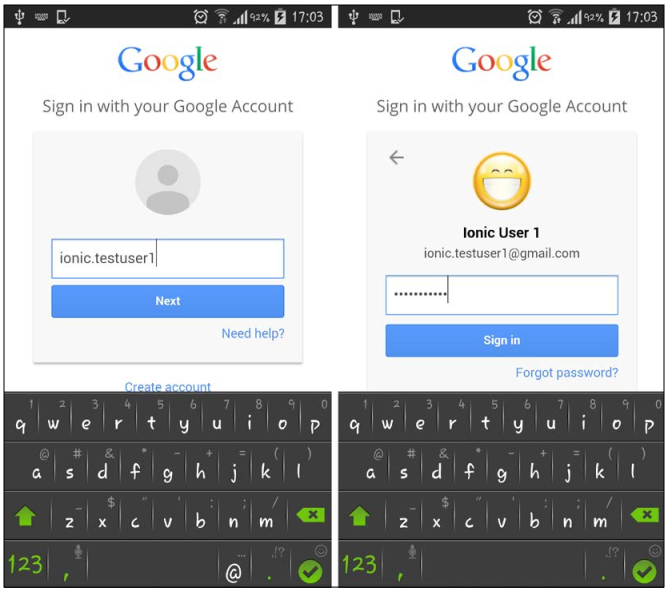 92% 17:03
Google
Sign in with your Google Account
ionic.testuser1
Next
Need help?
Create account
1 2 3 4 5 6 7 8 9 0
q w e r t y u i o p
@ # & * - + = ( )
a s d f g h j k l
_ $ " ' : ; /
z x c v b n m
... ,!?
123 , @ .
92% 17:03
Google
Sign in with your Google Account
Ionic User 1
ionic.testuser1@gmail.com
•••••••••••
Sign in
Forgot password?
1 2 3 4 5 6 7 8 9 0
q w e r t y u i o p
@ # & * - + = ( )
a s d f g h j k l
_ $ " ' : ; /
z x c v b n m
,!?
123 , .